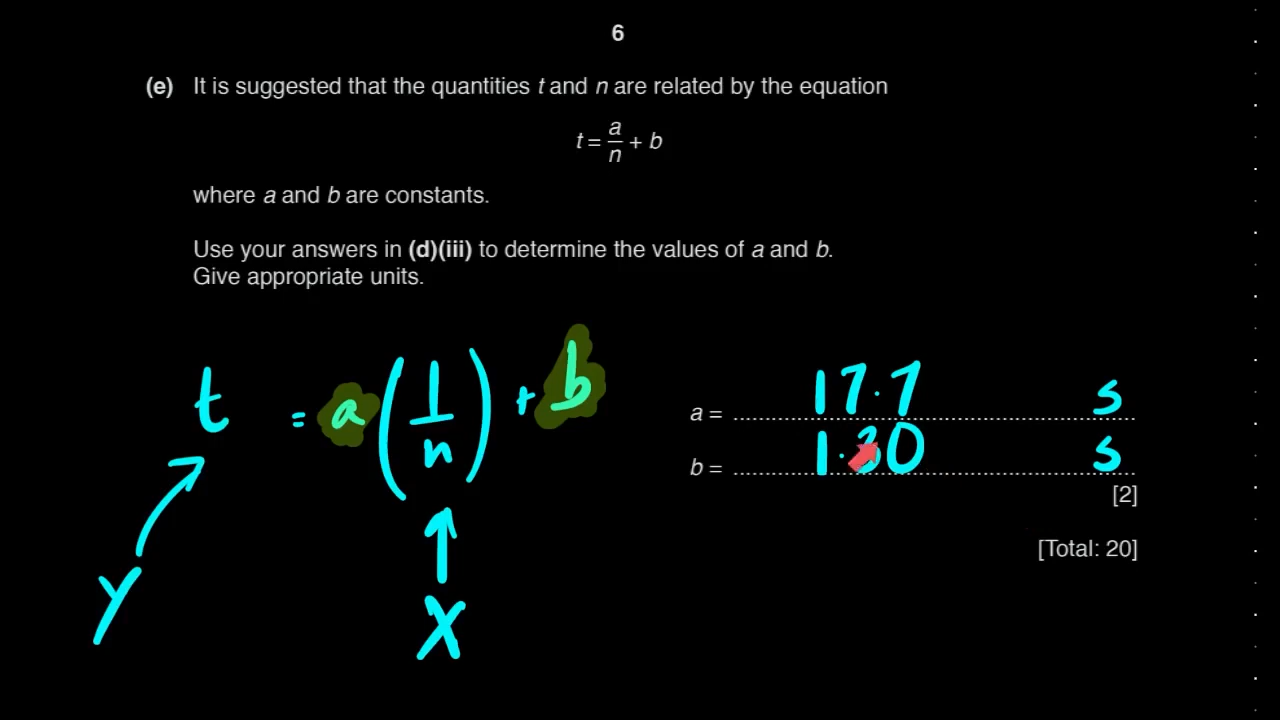 6
(e) It is suggested that the quantities t and n are related by the equation
t = a/n + b
where a and b are constants.
Use your answers in (d)(iii) to determine the values of a and b.
Give appropriate units.
t = a(1/n) + b
y
x
a = 17.7 s
b = 1.30 s
[2]
[Total: 20]